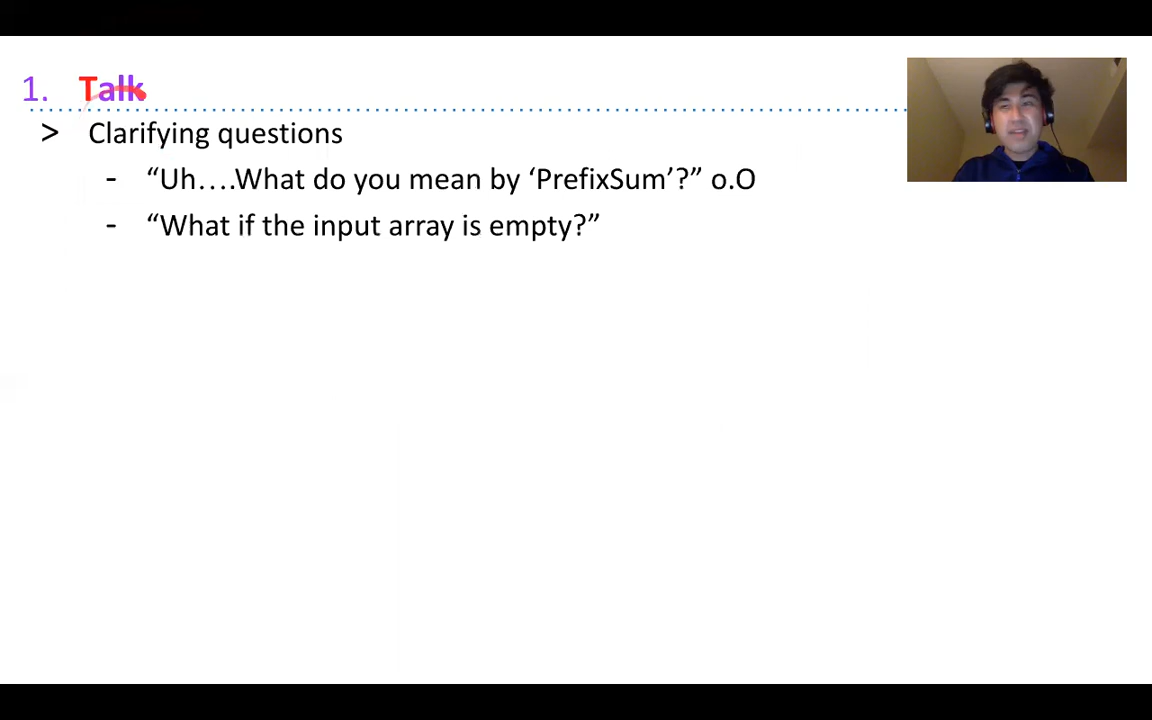 1. Talk
> Clarifying questions
- “Uh….What do you mean by ‘PrefixSum’?” o.O
- “What if the input array is empty?”